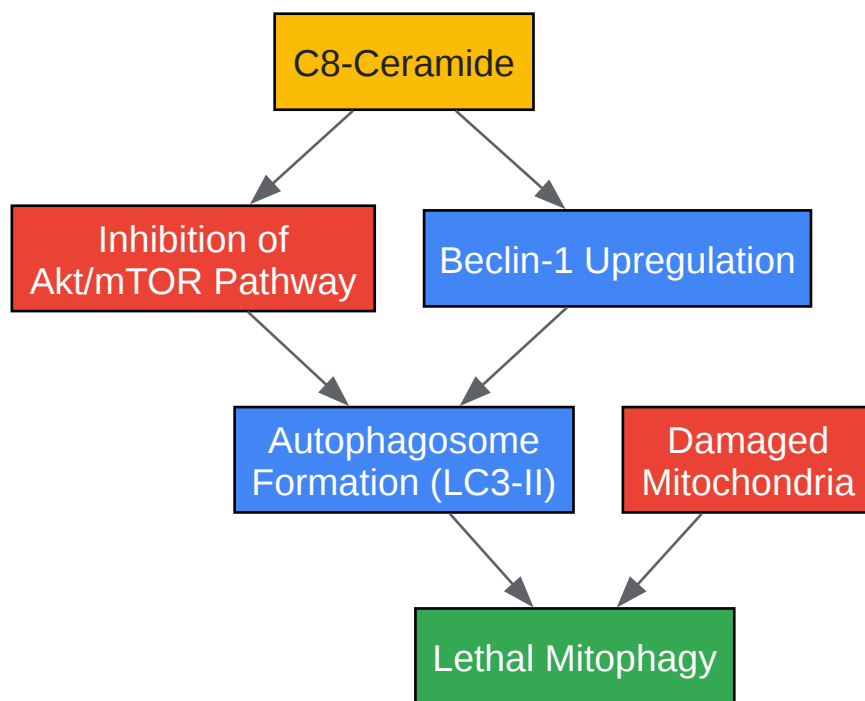 C8-Ceramide
Inhibition of
Akt/mTOR Pathway
Beclin-1 Upregulation
Autophagosome
Formation (LC3-II)
Damaged
Mitochondria
Lethal Mitophagy